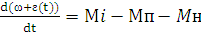 d(ω+ε(t))/dt = Mi − Mп − Mн